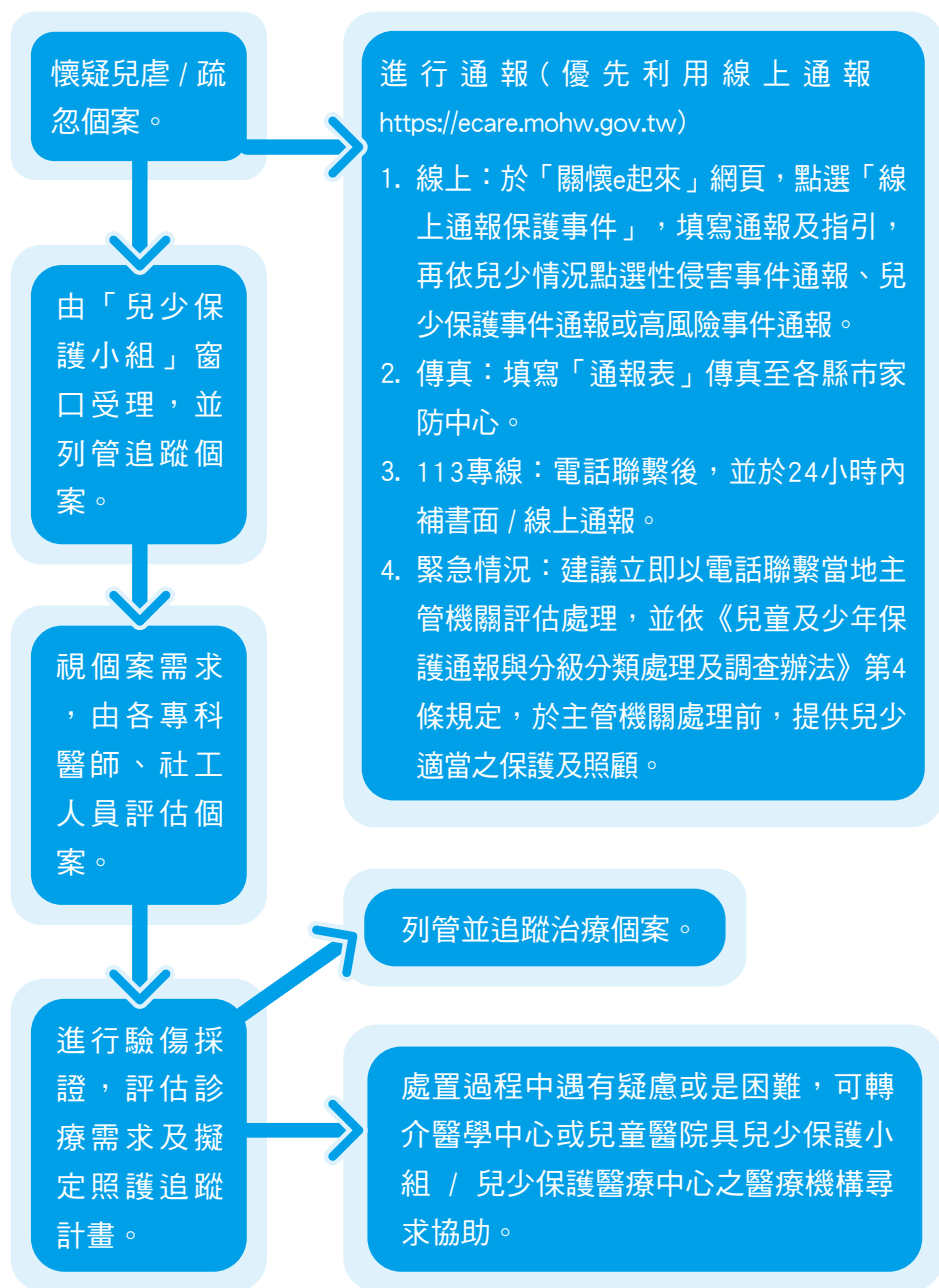 懷疑兒虐 / 疏
忽個案。
進行通報(優先利用線上通報
https://ecare.mohw.gov.tw)
1. 線上：於「關懷e起來」網頁，點選「線
上通報保護事件」，填寫通報及指引，
再依兒少情況點選性侵害事件通報、兒
少保護事件通報或高風險事件通報。
2. 傳真：填寫「通報表」傳真至各縣市家
防中心。
3. 113專線：電話聯繫後，並於24小時內
補書面 / 線上通報。
4. 緊急情況：建議立即以電話聯繫當地主
管機關評估處理，並依《兒童及少年保
護通報與分級分類處理及調查辦法》第4
條規定，於主管機關處理前，提供兒少
適當之保護及照顧。
由「兒少保
護小組」窗
口受理，並
列管追蹤個
案。
視個案需求
，由各專科
醫師、社工
人員評估個
案。
進行驗傷採
證，評估診
療需求及擬
定照護追蹤
計畫。
列管並追蹤治療個案。
處置過程中遇有疑慮或是困難，可轉
介醫學中心或兒童醫院具兒少保護小
組 / 兒少保護醫療中心之醫療機構尋
求協助。